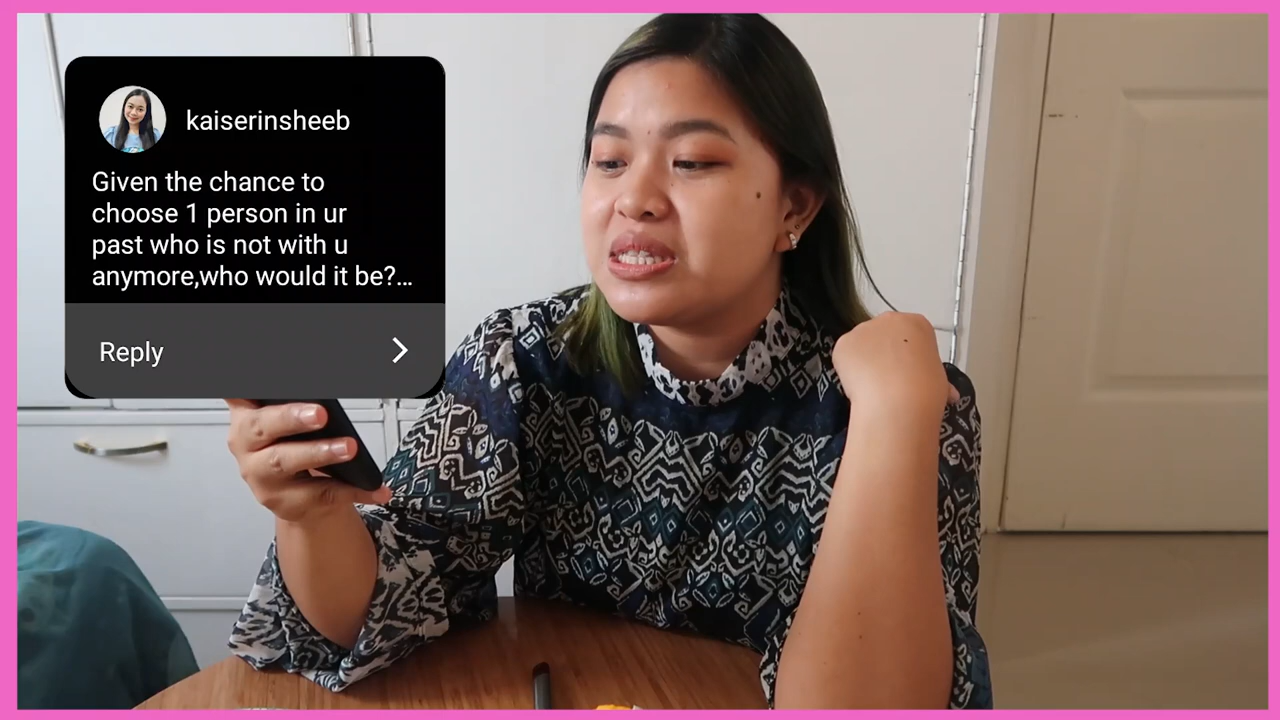 kaiserinsheeb
Given the chance to
choose 1 person in ur
past who is not with u
anymore,who would it be?...
Reply